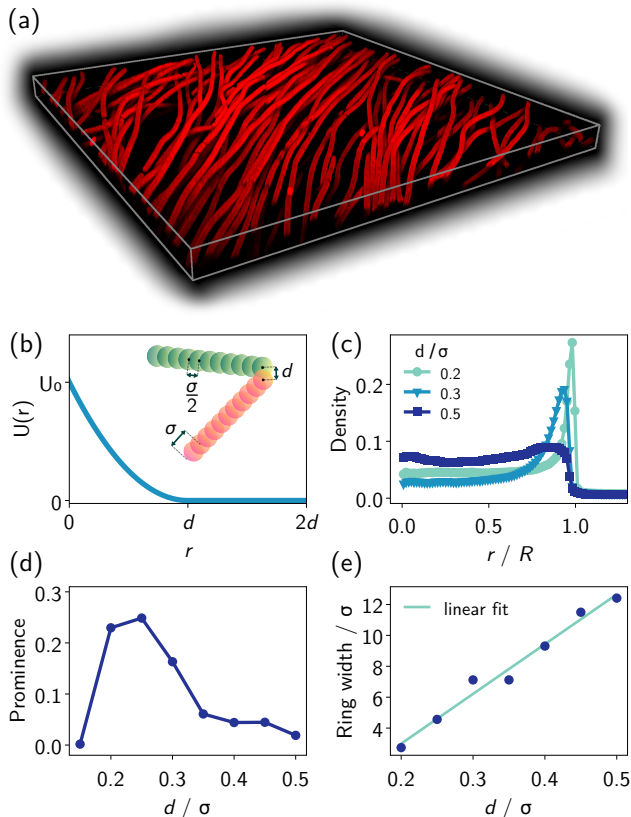 (a)
(b)
U₀
U(r)
0
0
d
2d
r
σ/2
d
σ
(c)
d/σ
0.2
0.3
0.5
Density
0.2
0.1
0.0
0.0
0.5
1.0
r / R
(d)
Prominence
0.3
0.2
0.1
0.0
0.2
0.3
0.4
0.5
d / σ
(e)
linear fit
Ring width / σ
12
10
8
6
4
0.2
0.3
0.4
0.5
d / σ